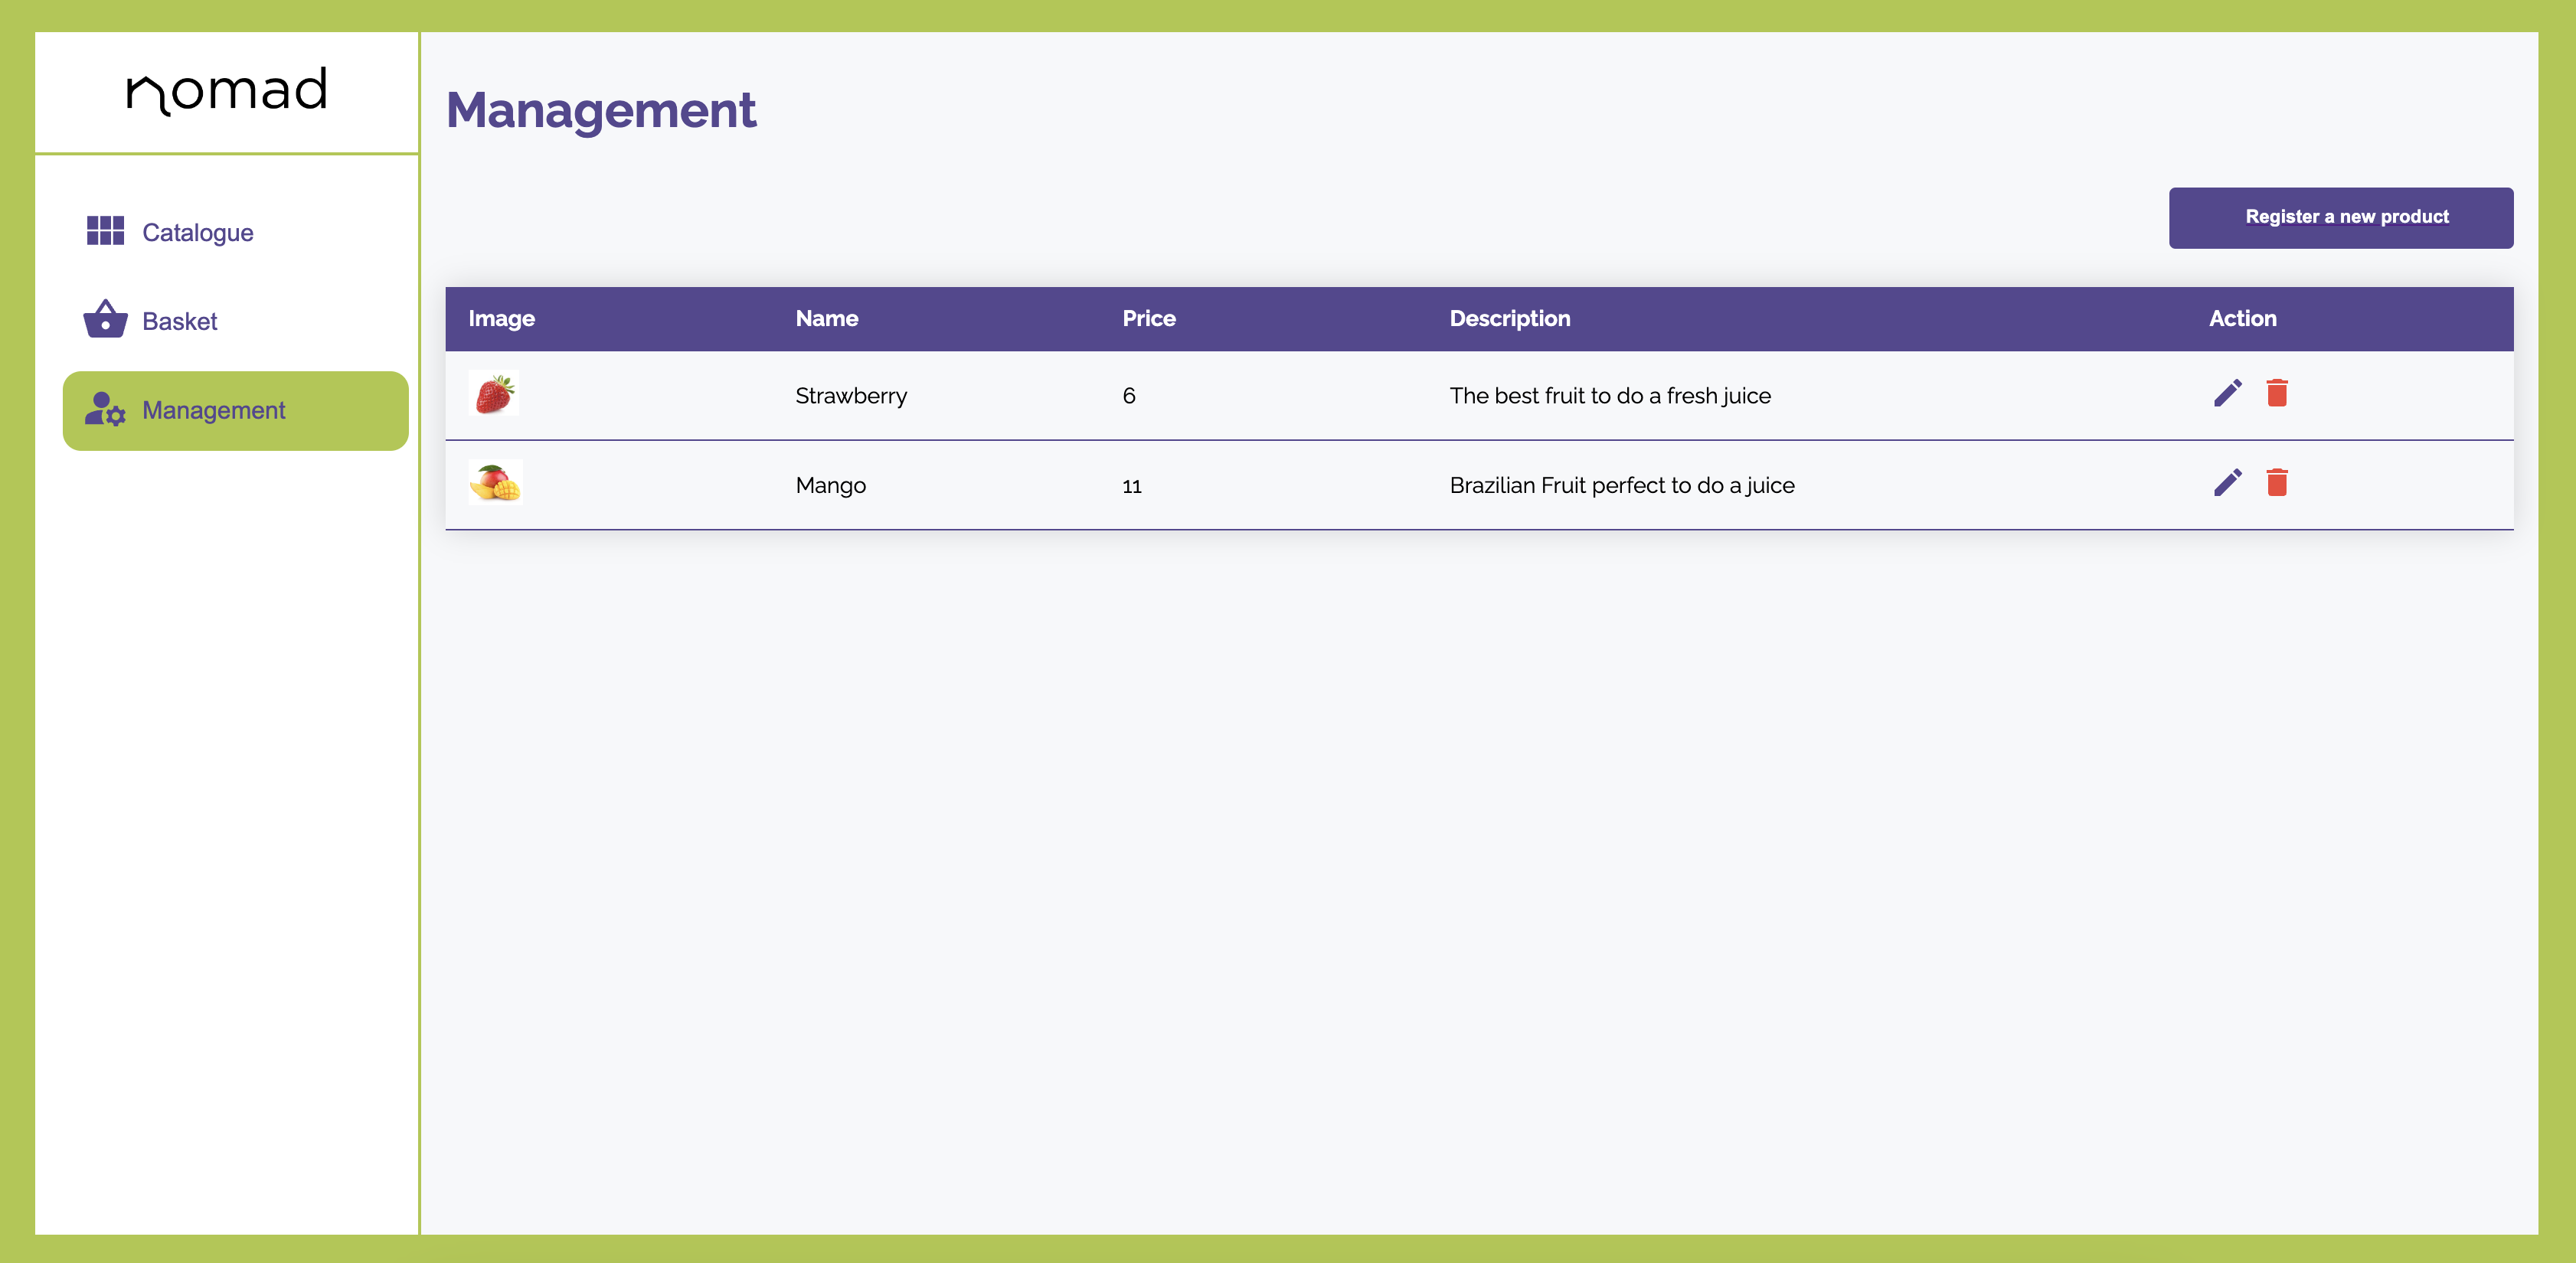 nomad
Management
Catalogue
Basket
Management
Register a new product
Image Name Price Description Action
Strawberry 6 The best fruit to do a fresh juice
Mango 11 Brazilian Fruit perfect to do a juice